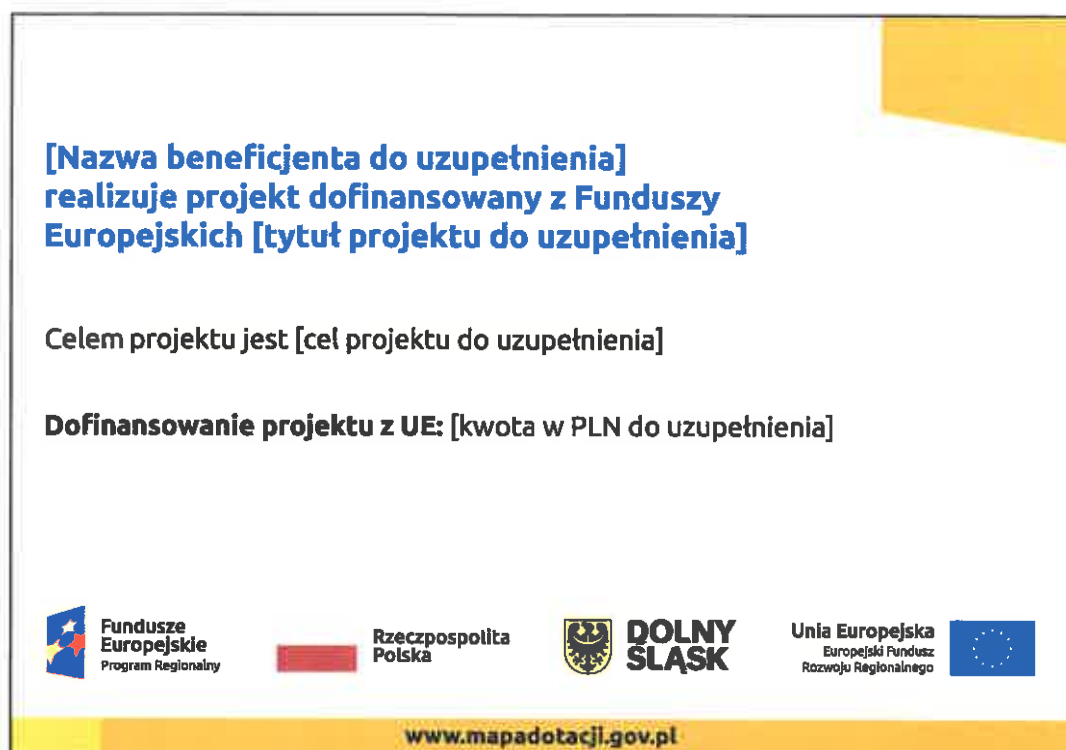 [Nazwa beneficjenta do uzupełnienia]
realizuje projekt dofinansowany z Funduszy
Europejskich [tytuł projektu do uzupełnienia]
Celem projektu jest [cel projektu do uzupełnienia]
Dofinansowanie projektu z UE: [kwota w PLN do uzupełnienia]
Fundusze
Europejskie
Program Regionalny
Rzeczpospolita
Polska
DOLNY
ŚLĄSK
Unia Europejska
Europejski Fundusz
Rozwoju Regionalnego
www.mapadotacji.gov.pl